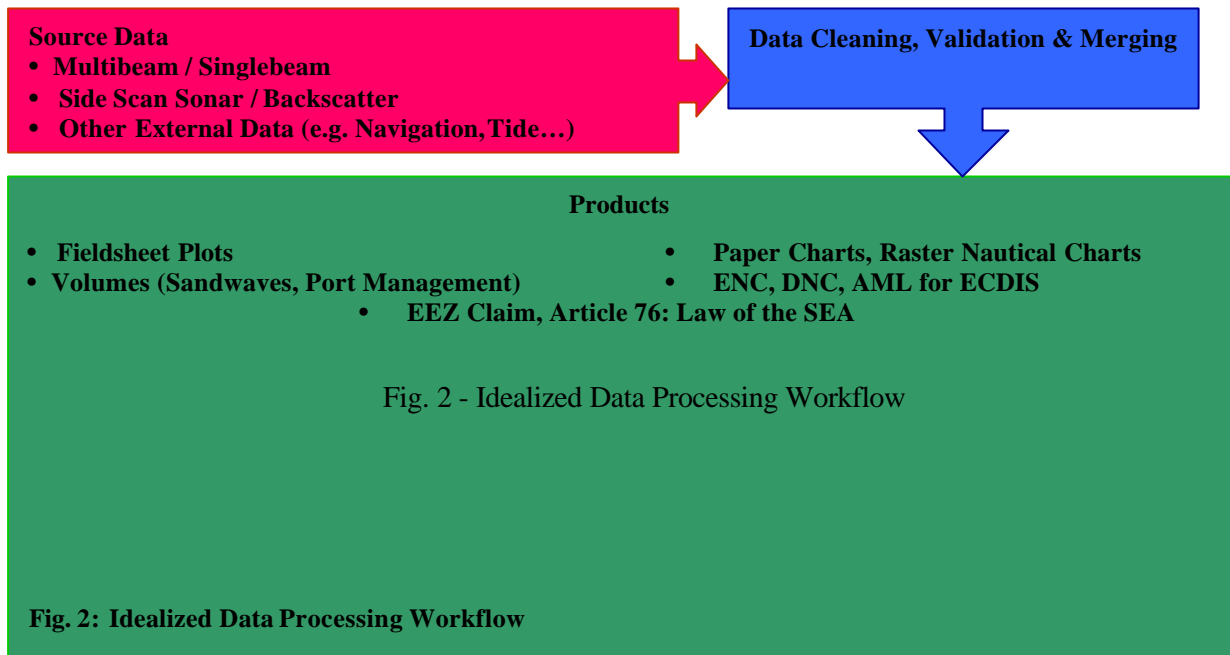 Source Data
• Multibeam / Singlebeam
• Side Scan Sonar / Backscatter
• Other External Data (e.g. Navigation,Tide…)
Data Cleaning, Validation & Merging
Products
• Fieldsheet Plots
• Volumes (Sandwaves, Port Management)
• Paper Charts, Raster Nautical Charts
• ENC, DNC, AML for ECDIS
• EEZ Claim, Article 76: Law of the SEA
Fig. 2 - Idealized Data Processing Workflow
Fig. 2: Idealized Data Processing Workflow